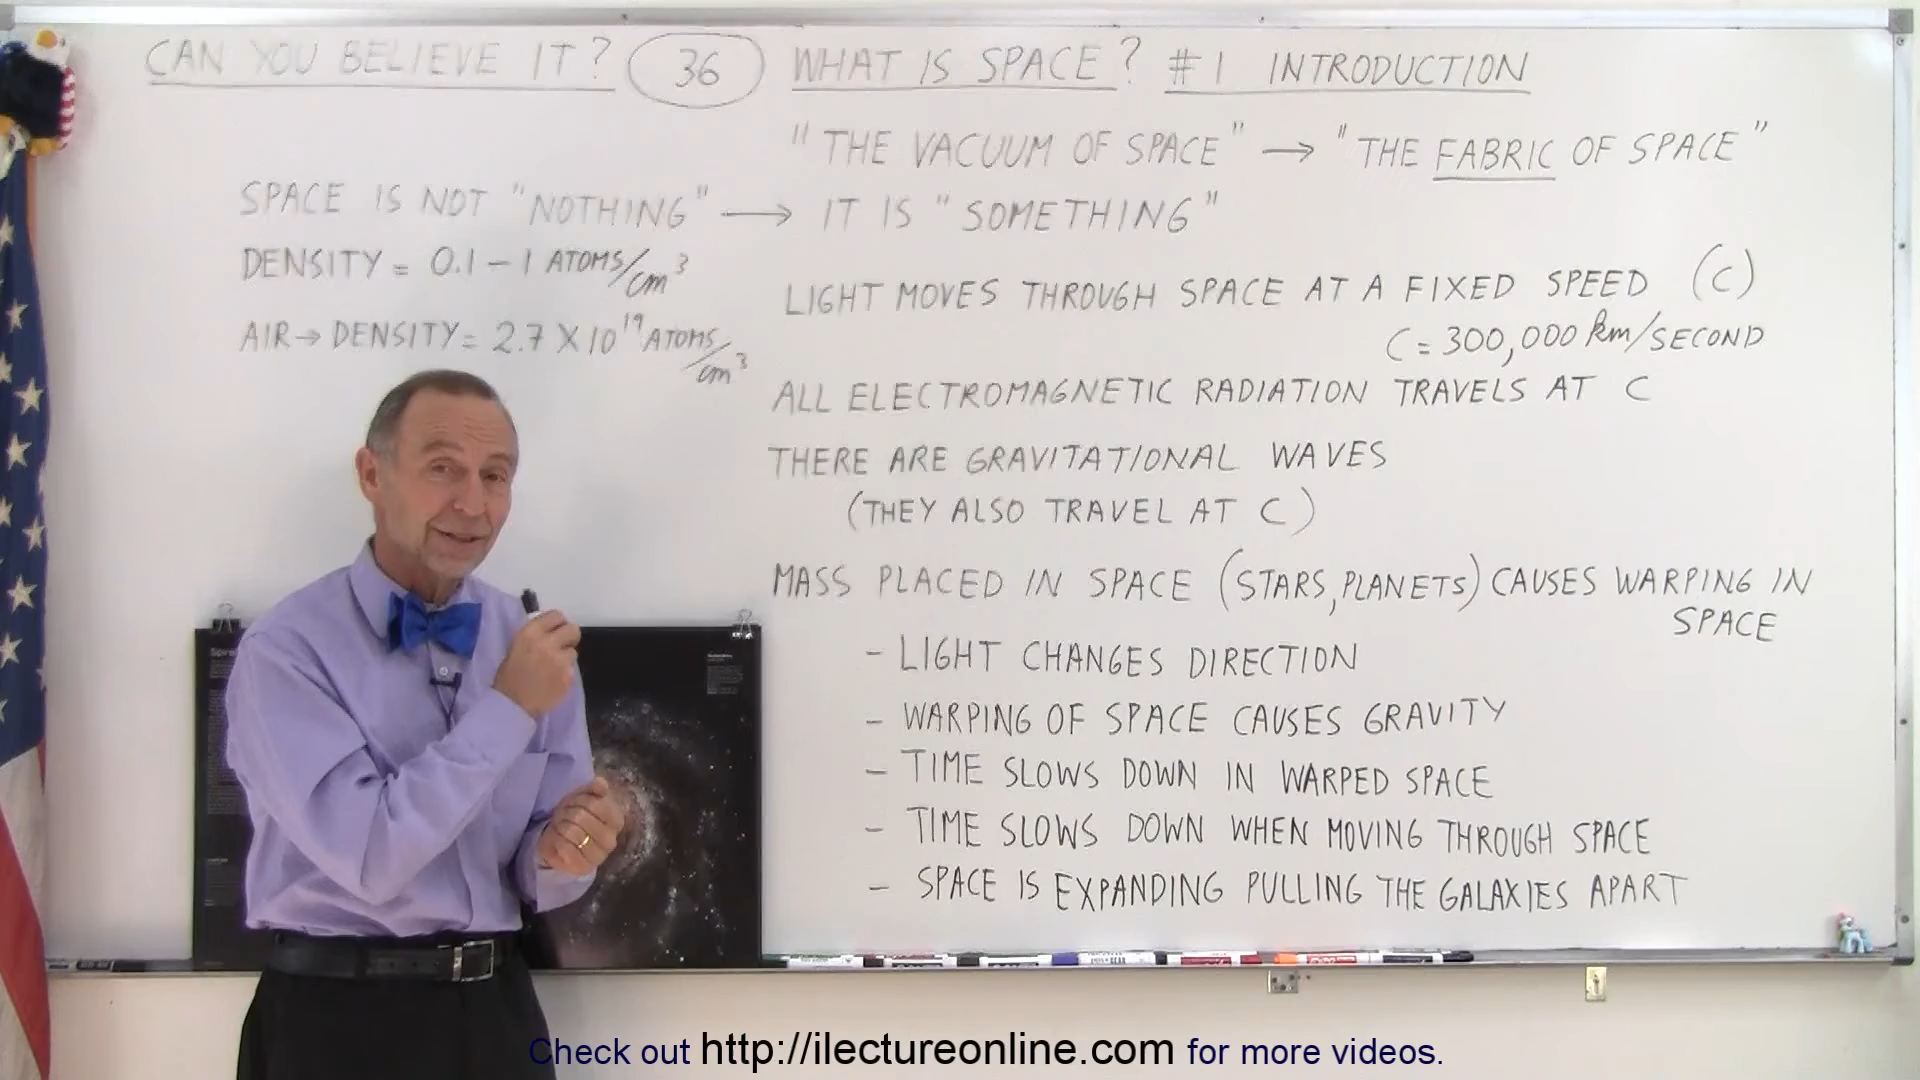 CAN YOU BELIEVE IT? 36 WHAT IS SPACE? #1 INTRODUCTION
"THE VACUUM OF SPACE" → "THE FABRIC OF SPACE"
SPACE IS NOT "NOTHING" → IT IS "SOMETHING"
DENSITY = 0.1 - 1 ATOMS/cm³
AIR → DENSITY = 2.7 X 10¹⁹ ATOMS/cm³
LIGHT MOVES THROUGH SPACE AT A FIXED SPEED (C)
C = 300,000 km/SECOND
ALL ELECTROMAGNETIC RADIATION TRAVELS AT C
THERE ARE GRAVITATIONAL WAVES
(THEY ALSO TRAVEL AT C)
MASS PLACED IN SPACE (STARS, PLANETS) CAUSES WARPING IN
SPACE
- LIGHT CHANGES DIRECTION
- WARPING OF SPACE CAUSES GRAVITY
- TIME SLOWS DOWN IN WARPED SPACE
- TIME SLOWS DOWN WHEN MOVING THROUGH SPACE
- SPACE IS EXPANDING PULLING THE GALAXIES APART
Check out http://ilectureonline.com for more videos.